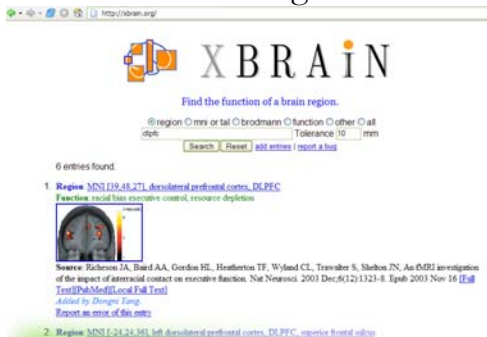 http://xbrain.org/
XBRAiN
Find the function of a brain region.
region mni or tal brodmann function other all
dlpfc Tolerance 10 mm
Search Reset add entries | report a bug
6 entries found.
1. Region: MNI [39,48,27], dorsolateral prefrontal cortex, DLPFC
Function: racial bias executive control, resource depletion
Source: Richeson JA, Baird AA, Gordon HL, Heatherton TF, Wyland CL, Trawalter S, Shelton JN, An fMRI investigation
of the impact of interracial contact on executive function. Nat Neurosci. 2003 Dec;6(12):1323-8. Epub 2003 Nov 16 [Full
Text][PubMed][Local Full Text]
Added by Dongni Yang.
Report an error of this entry
2. Region: MNI [-24,24,36], left dorsolateral prefrontal cortex, DLPFC, superior frontal sulcus